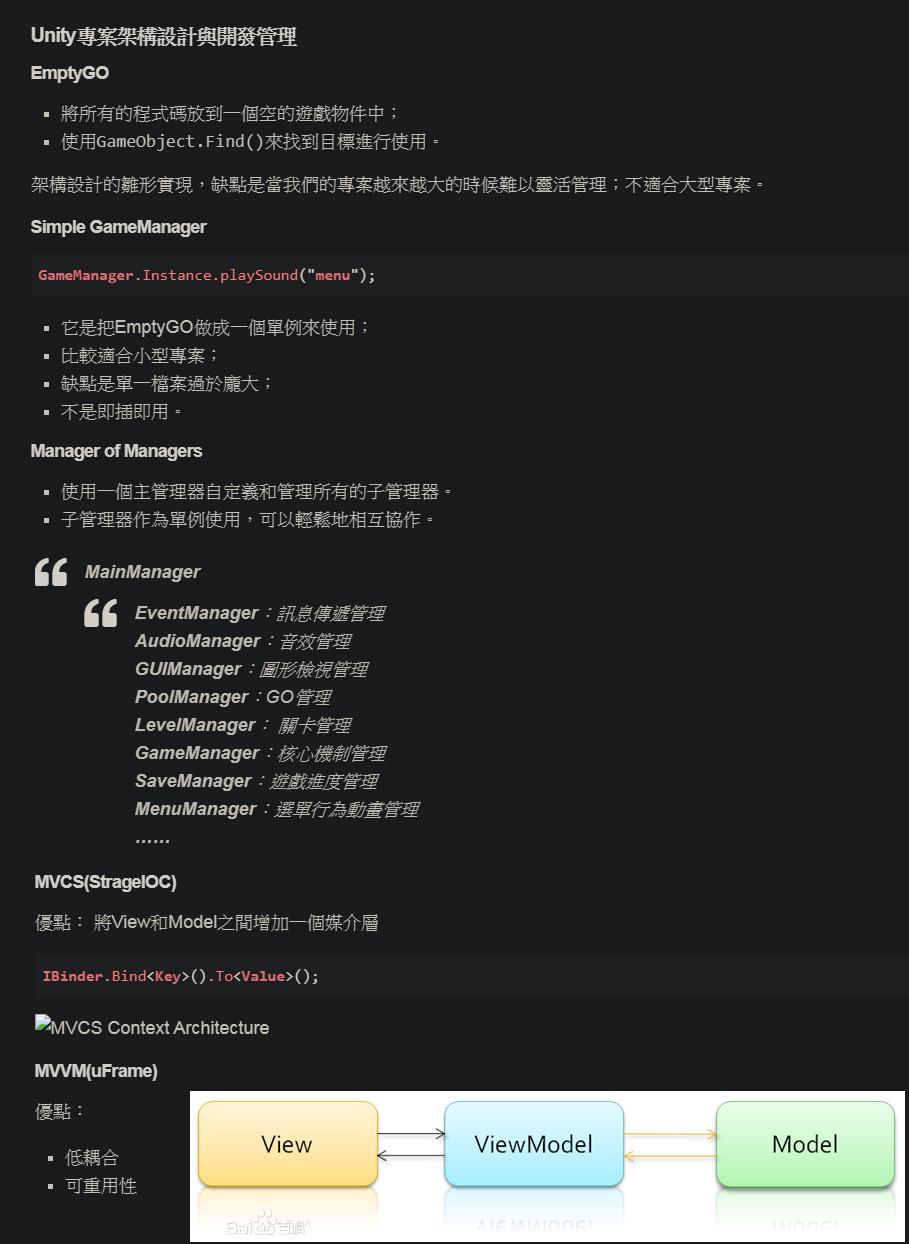 Unity專案架構設計與開發管理
EmptyGO
將所有的程式碼放到一個空的遊戲物件中；
使用GameObject.Find()來找到目標進行使用。
架構設計的雛形實現，缺點是當我們的專案越來越大的時候難以靈活管理；不適合大型專案。
Simple GameManager
GameManager.Instance.playSound("menu");
它是把EmptyGO做成一個單例來使用；
比較適合小型專案；
缺點是單一檔案過於龐大；
不是即插即用。
Manager of Managers
使用一個主管理器自定義和管理所有的子管理器。
子管理器作為單例使用，可以輕鬆地相互協作。
MainManager
EventManager：訊息傳遞管理
AudioManager：音效管理
GUIManager：圖形檢視管理
PoolManager：GO管理
LevelManager： 關卡管理
GameManager：核心機制管理
SaveManager：遊戲進度管理
MenuManager：選單行為動畫管理
……
MVCS(StrageIOC)
優點： 將View和Model之間增加一個媒介層
IBinder.Bind<Key>().To<Value>();
MVCS Context Architecture
MVVM(uFrame)
優點：
低耦合
可重用性
View ViewModel Model
Baidu百科